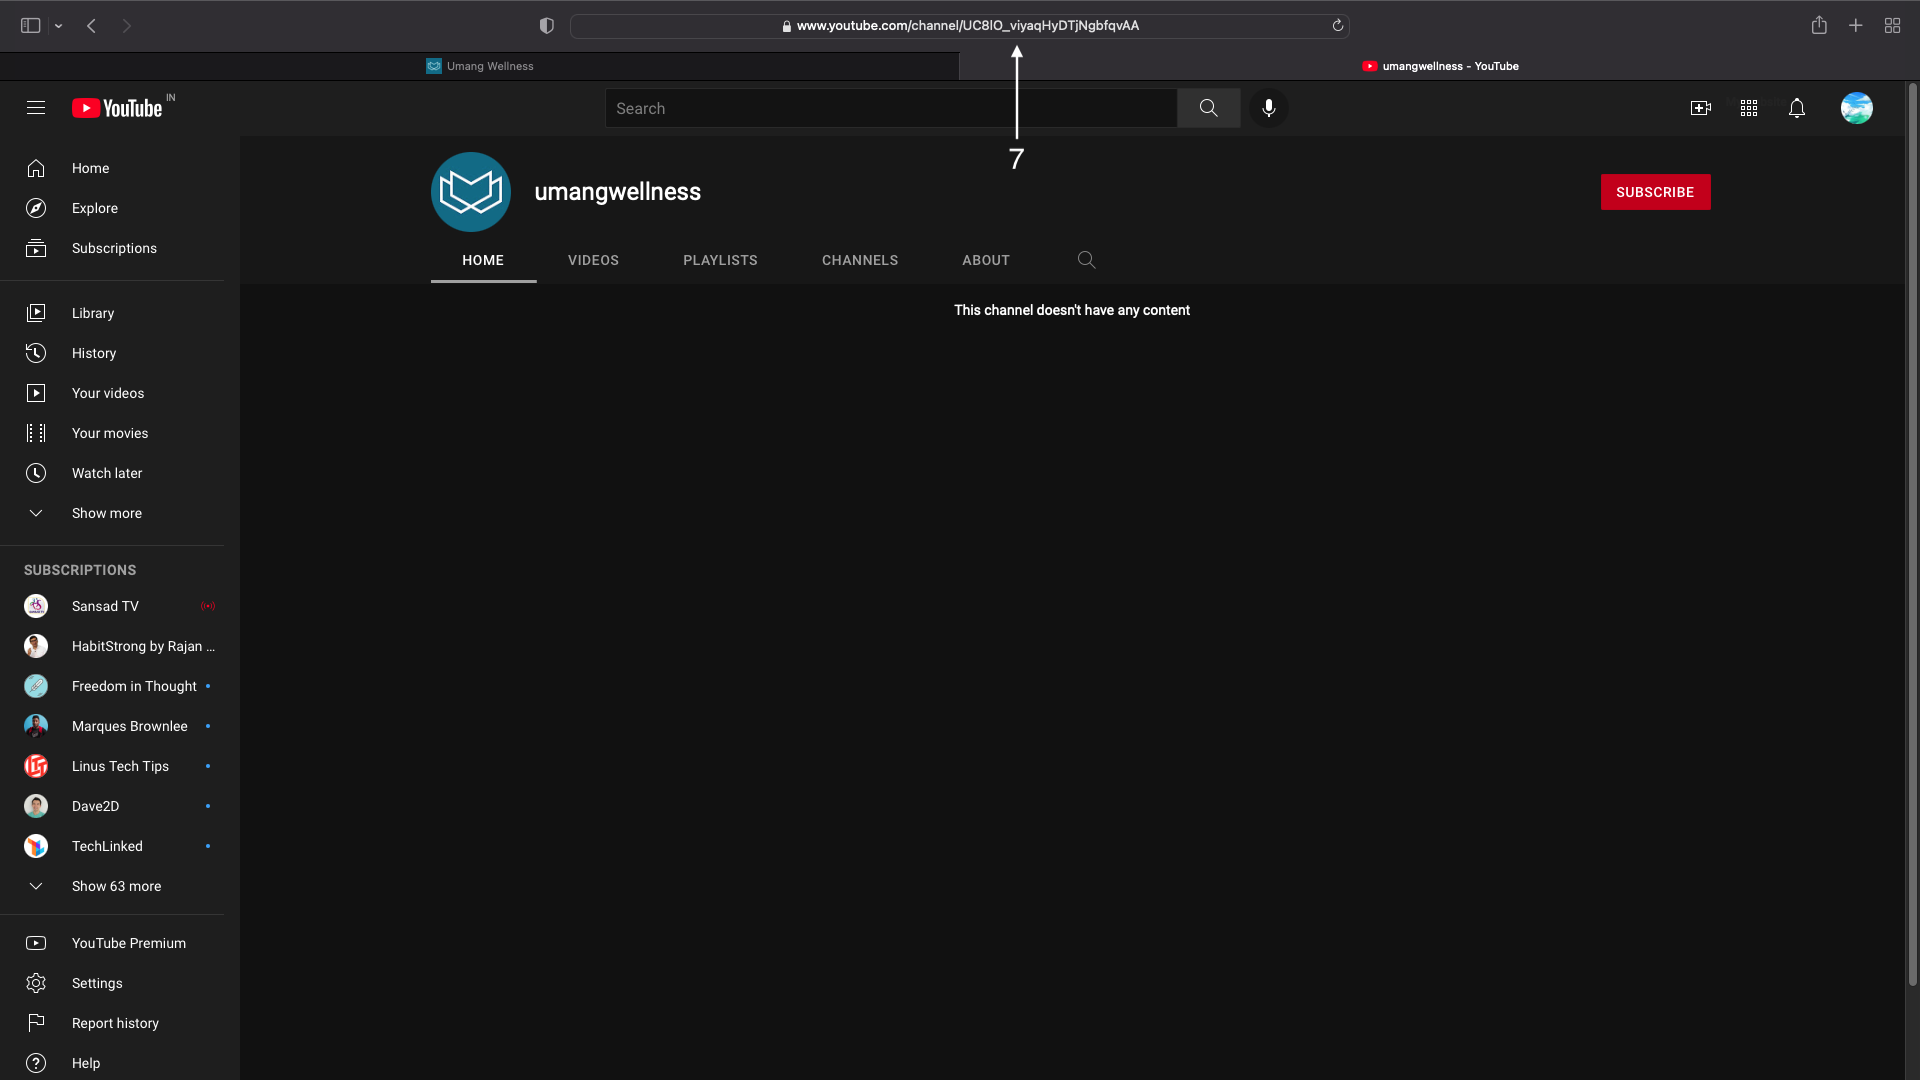 www.youtube.com/channel/UC8lO_viyaqHyDTjNgbfqvAA
Umang Wellness
umangwellness - YouTube
YouTube IN
Search
7
umangwellness
SUBSCRIBE
HOME VIDEOS PLAYLISTS CHANNELS ABOUT
This channel doesn't have any content
Home
Explore
Subscriptions
Library
History
Your videos
Your movies
Watch later
Show more
SUBSCRIPTIONS
Sansad TV
HabitStrong by Rajan ...
Freedom in Thought
Marques Brownlee
Linus Tech Tips
Dave2D
TechLinked
Show 63 more
YouTube Premium
Settings
Report history
Help